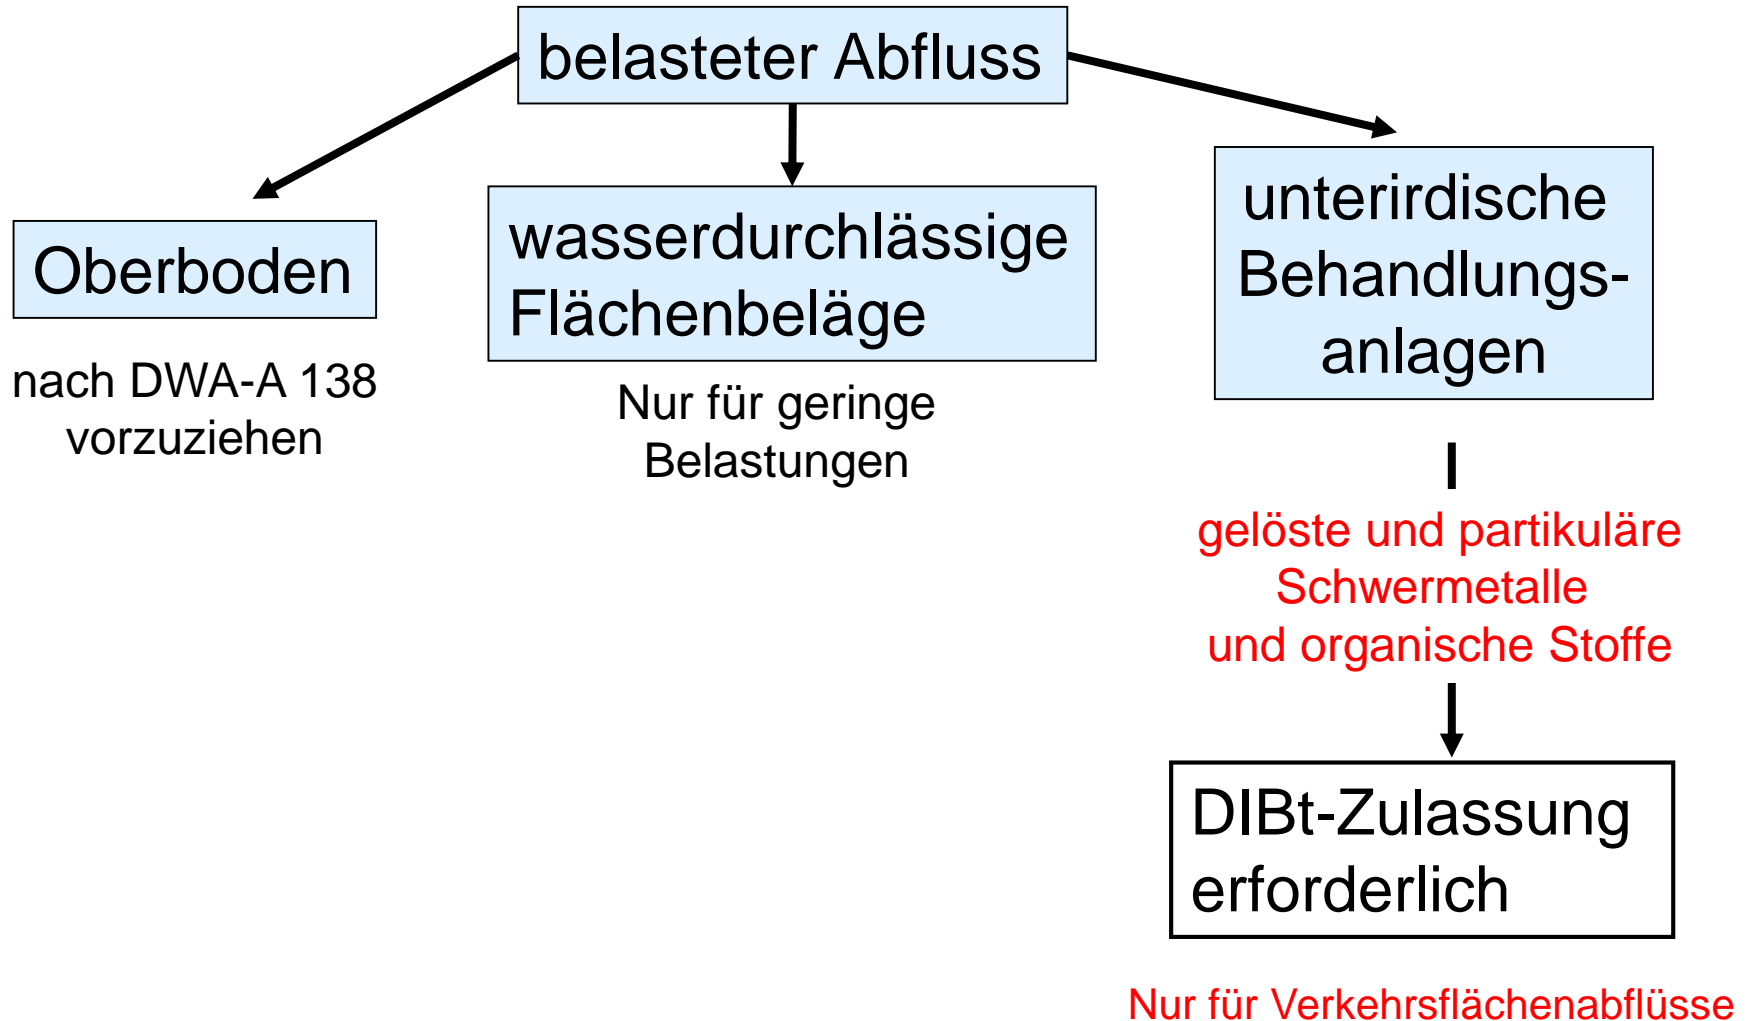 belasteter Abfluss
Oberboden
nach DWA-A 138
vorzuziehen
wasserdurchlässige
Flächenbeläge
Nur für geringe
Belastungen
unterirdische
Behandlungs-
anlagen
gelöste und partikuläre
Schwermetalle
und organische Stoffe
DIBt-Zulassung
erforderlich
Nur für Verkehrsflächenabflüsse